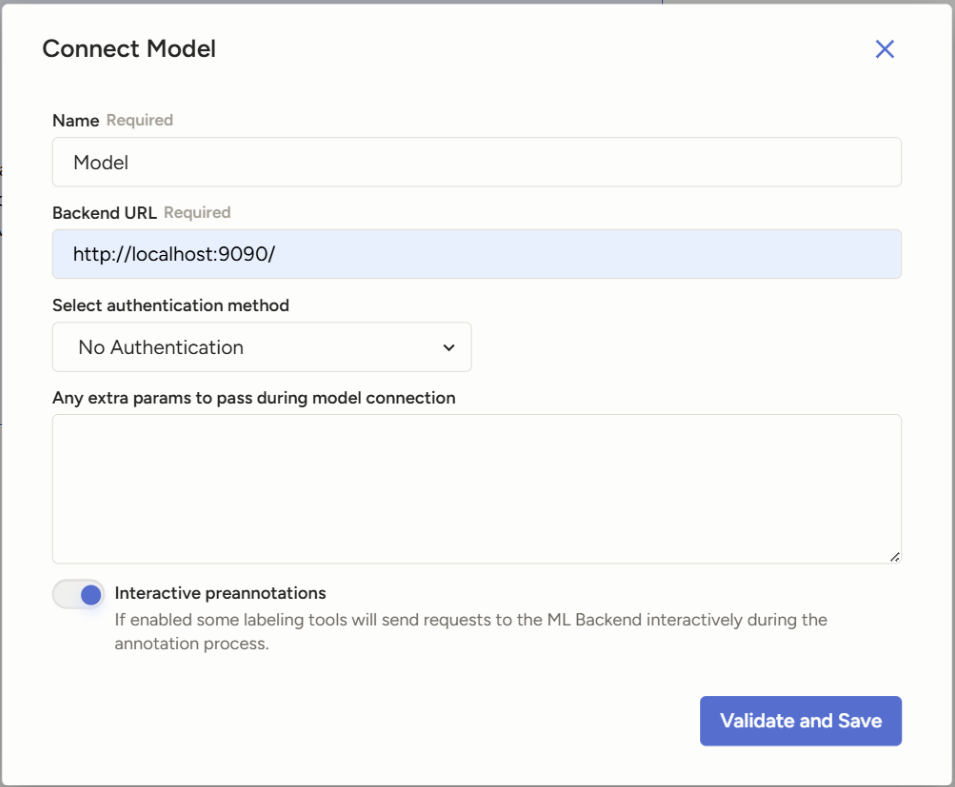 Connect Model
Name Required
Model
Backend URL Required
http://localhost:9090/
Select authentication method
No Authentication
Any extra params to pass during model connection
Interactive preannotations
If enabled some labeling tools will send requests to the ML Backend interactively during the
annotation process.
Validate and Save